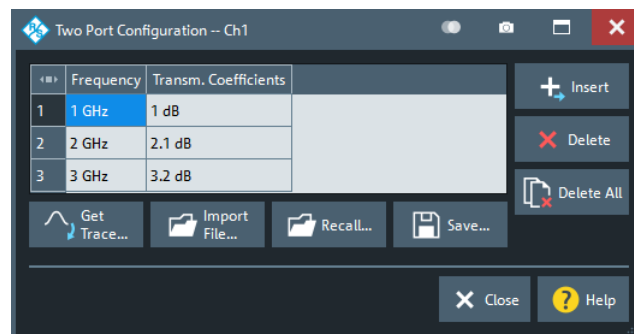 R&S Two Port Configuration -- Ch1
Frequency Transm. Coefficients
1 1 GHz 1 dB
2 2 GHz 2.1 dB
3 3 GHz 3.2 dB
Insert
Delete
Delete All
Get
Trace...
Import
File...
Recall...
Save...
Close
? Help